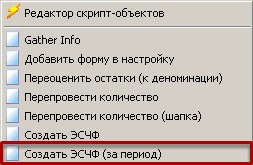 Редактор скрипт-объектов
Gather Info
Добавить форму в настройку
Переоценить остатки (к деноминации)
Перепровести количество
Перепровести количество (шапка)
Создать ЭСЧФ
Создать ЭСЧФ (за период)